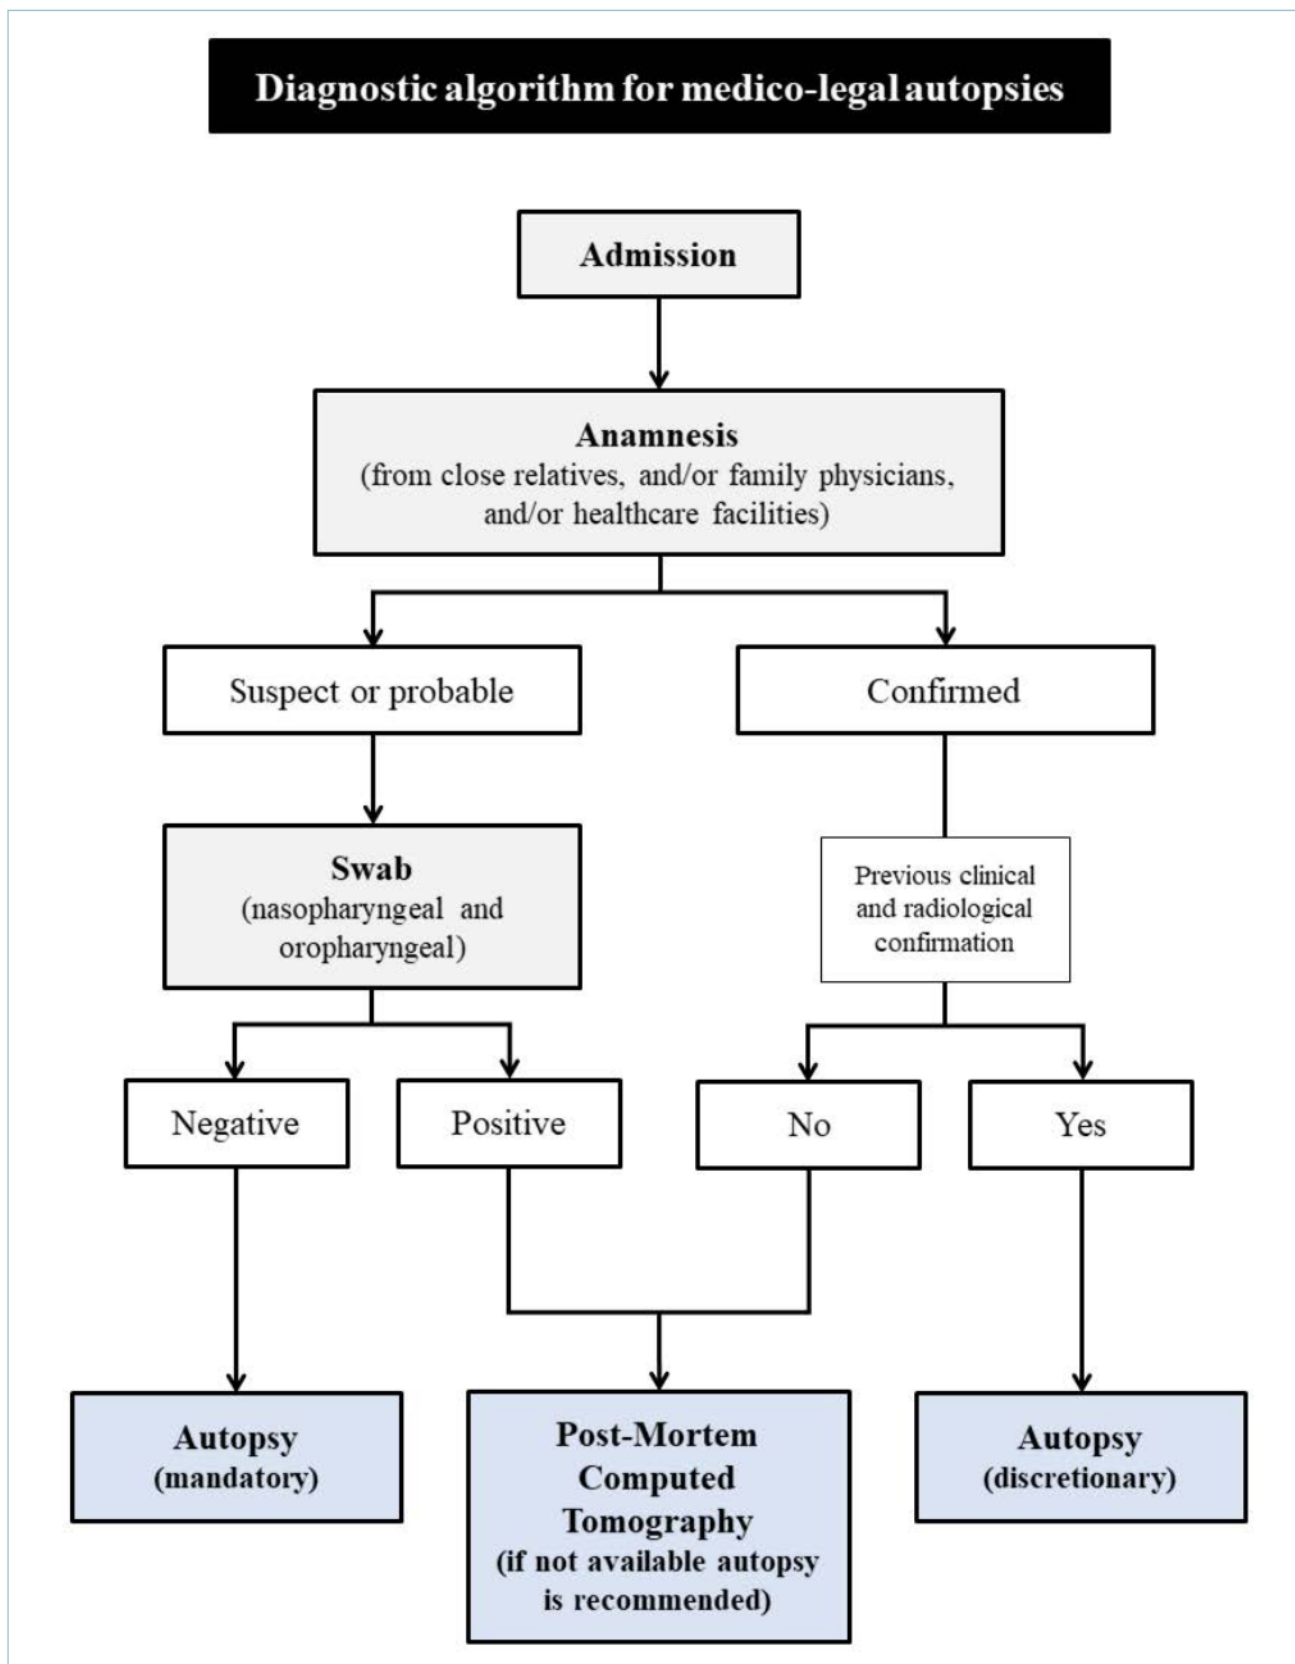 Diagnostic algorithm for medico-legal autopsies
Admission
Anamnesis
(from close relatives, and/or family physicians,
and/or healthcare facilities)
Suspect or probable
Confirmed
Swab
(nasopharyngeal and
oropharyngeal)
Previous clinical
and radiological
confirmation
Negative
Positive
No
Yes
Autopsy
(mandatory)
Post-Mortem
Computed
Tomography
(if not available autopsy
is recommended)
Autopsy
(discretionary)